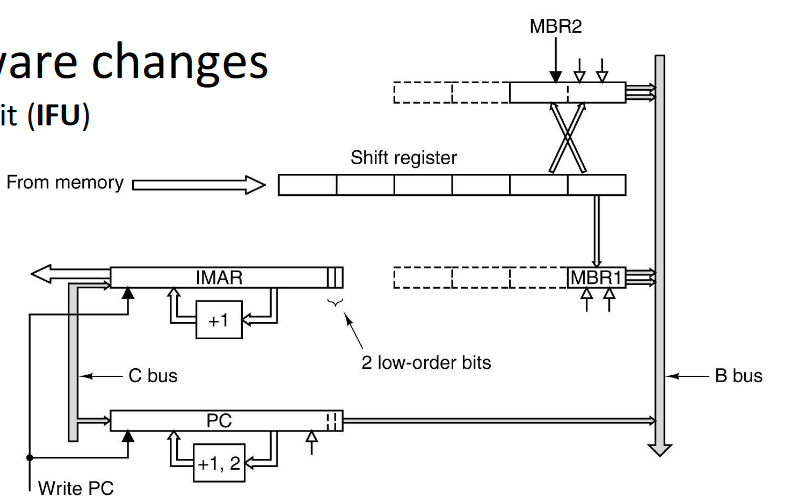 ware changes
it (IFU)
MBR2
Shift register
From memory
IMAR
MBR1
+1
2 low-order bits
C bus
B bus
PC
+1, 2
Write PC